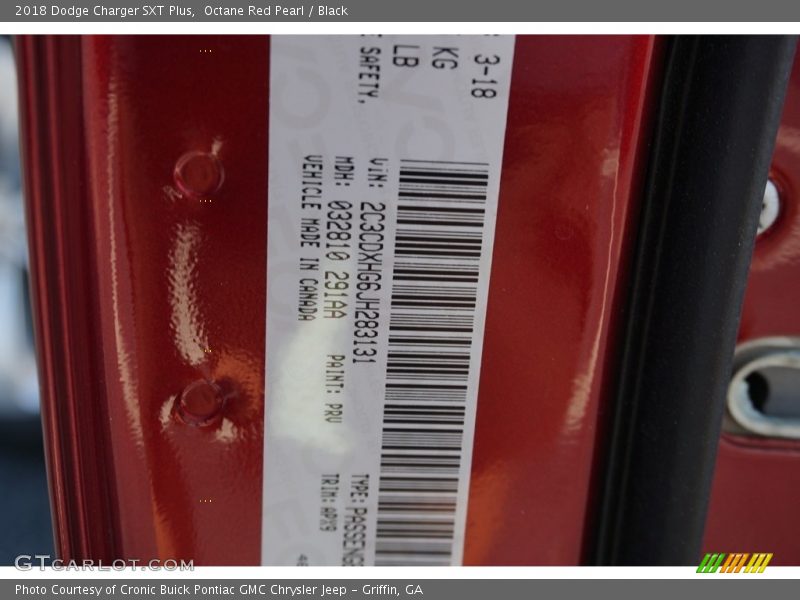 2018 Dodge Charger SXT Plus,  Octane Red Pearl / Black
3-18
KG
LB
SAFETY,
VIN: 2C3CDXHG6JH283131
MDH: 032810 291AA
PAINT: PRV
VEHICLE MADE IN CANADA
TYPE: PASSENGE
TRIM: APX9
GTCARLOT.COM
Photo Courtesy of Cronic Buick Pontiac GMC Chrysler Jeep - Griffin, GA